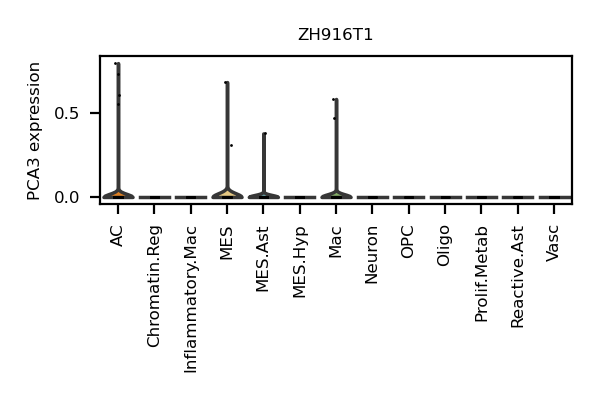 ZH916T1
PCA3 expression
0.5
0.0
AC
Chromatin.Reg
Inflammatory.Mac
MES
MES.Ast
MES.Hyp
Mac
Neuron
OPC
Oligo
Prolif.Metab
Reactive.Ast
Vasc